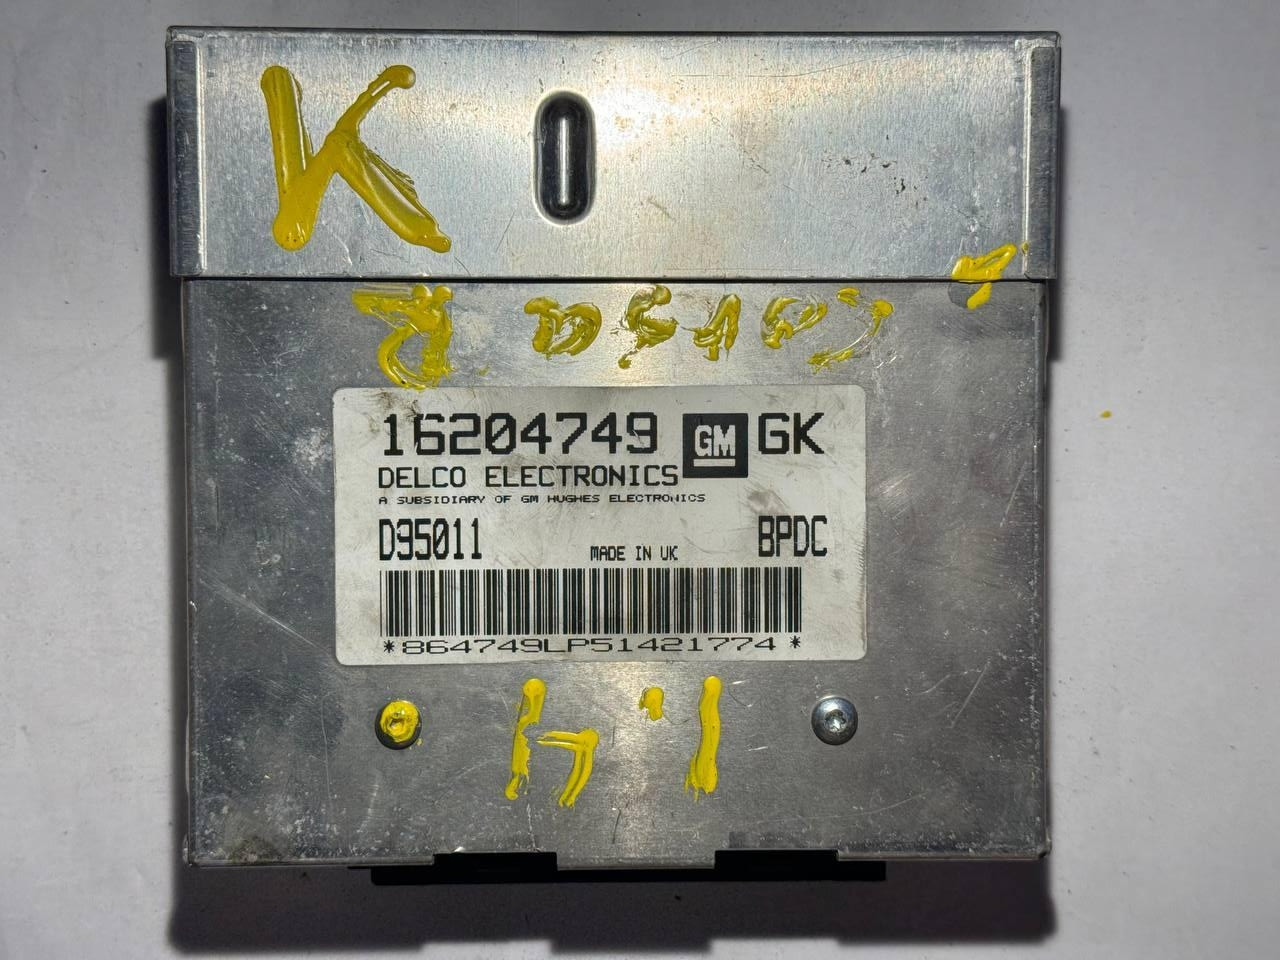 K
16204749 GM GK
DELCO ELECTRONICS
A SUBSIDIARY OF GM HUGHES ELECTRONICS
D95011 MADE IN UK BPDC
*864749LP51421774*